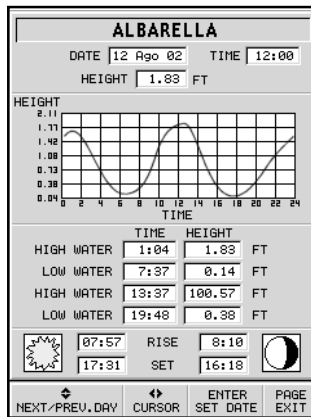 ALBARELLA
DATE 12 Ago 02 TIME 12:00
HEIGHT 1.83 FT
HEIGHT
2.11
1.77
1.42
1.08
0.73
0.38
0.04
0 2 4 6 8 10 12 14 16 18 20 22 24
TIME
TIME HEIGHT
HIGH WATER 1:04 1.83 FT
LOW WATER 7:37 0.14 FT
HIGH WATER 13:37 100.57 FT
LOW WATER 19:48 0.38 FT
07:57 RISE 8:10
17:31 SET 16:18
NEXT/PREV.DAY CURSOR ENTER SET DATE PAGE EXIT